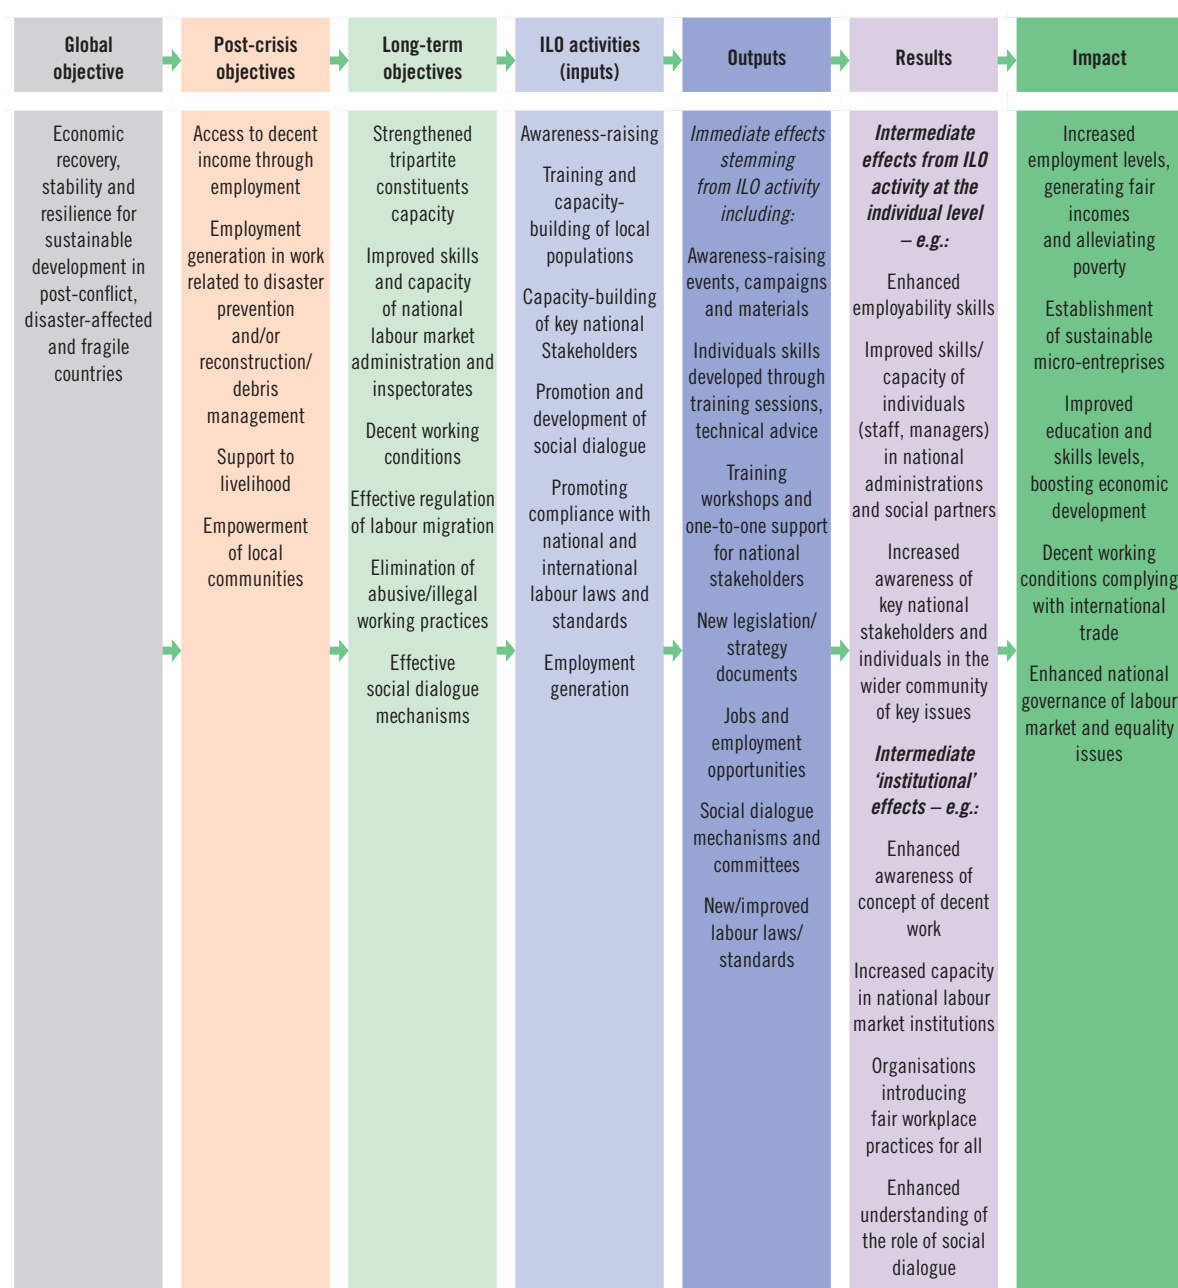 Global
objective
Post-crisis
objectives
Long-term
objectives
ILO activities
(inputs)
Outputs
Results
Impact
Economic
recovery,
stability and
resilience for
sustainable
development in
post-conflict,
disaster-affected
and fragile
countries
Access to decent
income through
employment
Employment
generation in work
related to disaster
prevention
and/or
reconstruction/
debris
management
Support to
livelihood
Empowerment
of local
communities
Strengthened
tripartite
constituents
capacity
Improved skills
and capacity
of national
labour market
administration and
inspectorates
Decent working
conditions
Effective regulation
of labour migration
Elimination of
abusive/illegal
working practices
Effective
social dialogue
mechanisms
Awareness-raising
Training and
capacity-
building of local
populations
Capacity-building
of key national
Stakeholders
Promotion and
development of
social dialogue
Promoting
compliance with
national and
international
labour laws and
standards
Employment
generation
Immediate effects
stemming
from ILO activity
including:
Awareness-raising
events, campaigns
and materials
Individuals skills
developed through
training sessions,
technical advice
Training
workshops and
one-to-one support
for national
stakeholders
New legislation/
strategy
documents
Jobs and
employment
opportunities
Social dialogue
mechanisms and
committees
New/improved
labour laws/
standards
Intermediate
effects from ILO
activity at the
individual level
– e.g.:
Enhanced
employability skills
Improved skills/
capacity of
individuals
(staff, managers)
in national
administrations
and social partners
Increased
awareness of
key national
stakeholders and
individuals in the
wider community
of key issues
Intermediate
‘institutional’
effects – e.g.:
Enhanced
awareness of
concept of decent
work
Increased capacity
in national labour
market institutions
Organisations
introducing
fair workplace
practices for all
Enhanced
understanding of
the role of social
dialogue
Increased
employment levels,
generating fair
incomes
and alleviating
poverty
Establishment
of sustainable
micro-enterprises
Improved
education and
skills levels,
boosting economic
development
Decent working
conditions complying
with international
trade
Enhanced national
governance of labour
market and equality
issues